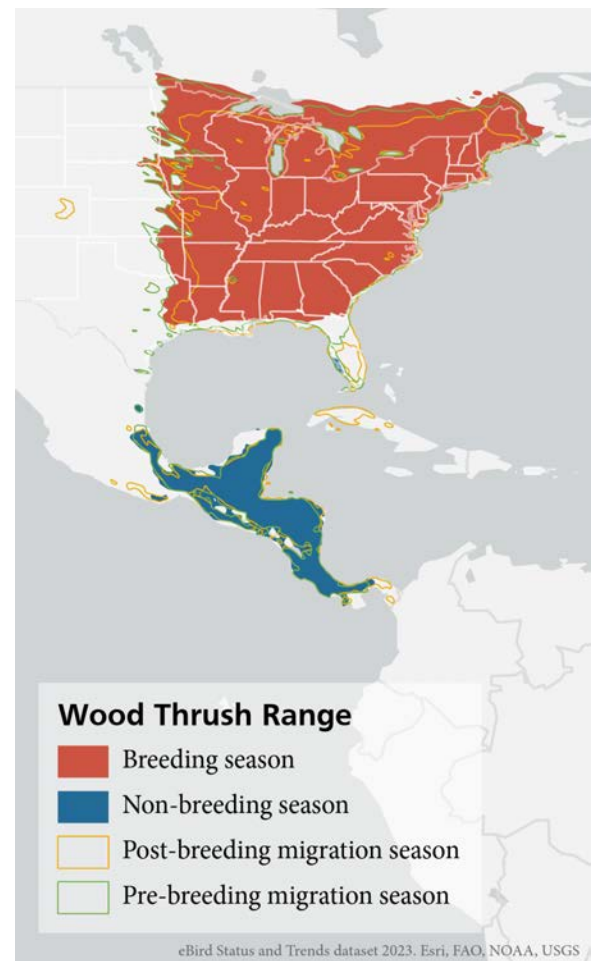 Wood Thrush Range
Breeding season
Non-breeding season
Post-breeding migration season
Pre-breeding migration season
eBird Status and Trends dataset 2023. Esri, FAO, NOAA, USGS